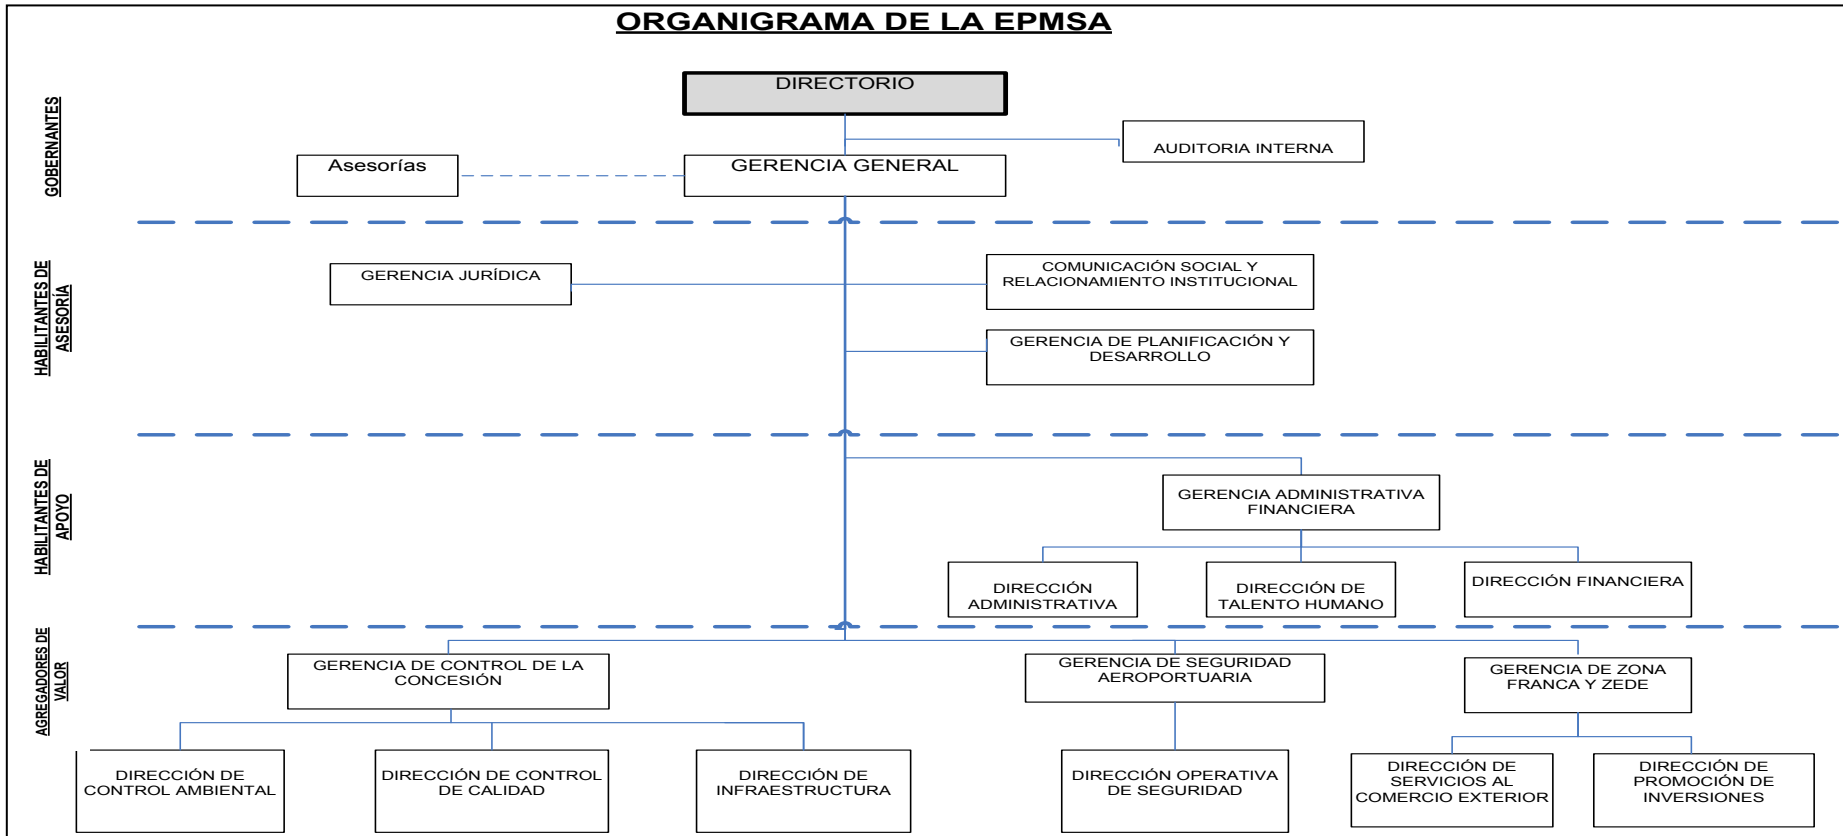 ORGANIGRAMA DE LA EPMSA
GOBERNANTES
DIRECTORIO
AUDITORIA INTERNA
Asesorías
GERENCIA GENERAL
HABILITANTES DE
ASESORÍA
GERENCIA JURÍDICA
COMUNICACIÓN SOCIAL Y
RELACIONAMIENTO INSTITUCIONAL
GERENCIA DE PLANIFICACIÓN Y
DESARROLLO
HABILITANTES DE
APOYO
GERENCIA ADMINISTRATIVA
FINANCIERA
DIRECCIÓN
ADMINISTRATIVA
DIRECCIÓN DE
TALENTO HUMANO
DIRECCIÓN FINANCIERA
AGREGADORES DE
VALOR
GERENCIA DE CONTROL DE LA
CONCESIÓN
GERENCIA DE SEGURIDAD
AEROPORTUARIA
GERENCIA DE ZONA
FRANCA Y ZEDE
DIRECCIÓN DE
CONTROL AMBIENTAL
DIRECCIÓN DE CONTROL
DE CALIDAD
DIRECCIÓN DE
INFRAESTRUCTURA
DIRECCIÓN OPERATIVA
DE SEGURIDAD
DIRECCIÓN DE
SERVICIOS AL
COMERCIO EXTERIOR
DIRECCIÓN DE
PROMOCIÓN DE
INVERSIONES